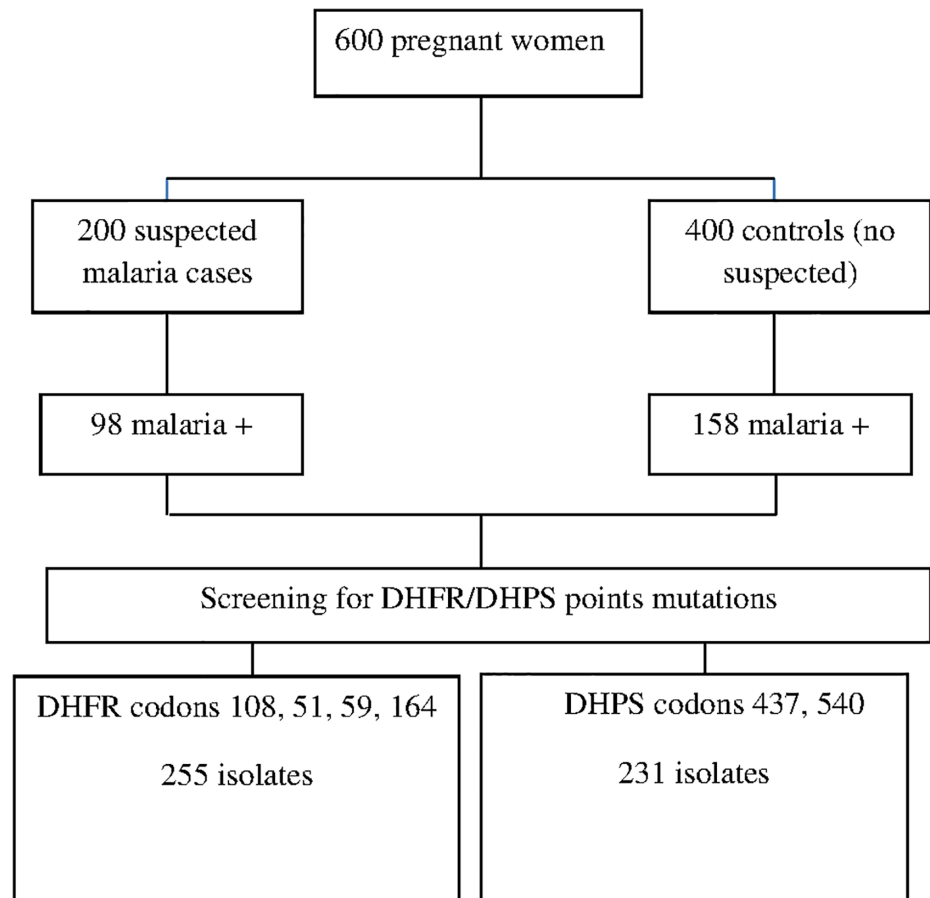 600 pregnant women
200 suspected
malaria cases
400 controls (no
suspected)
98 malaria +
158 malaria +
Screening for DHFR/DHPS points mutations
DHFR codons 108, 51, 59, 164
255 isolates
DHPS codons 437, 540
231 isolates